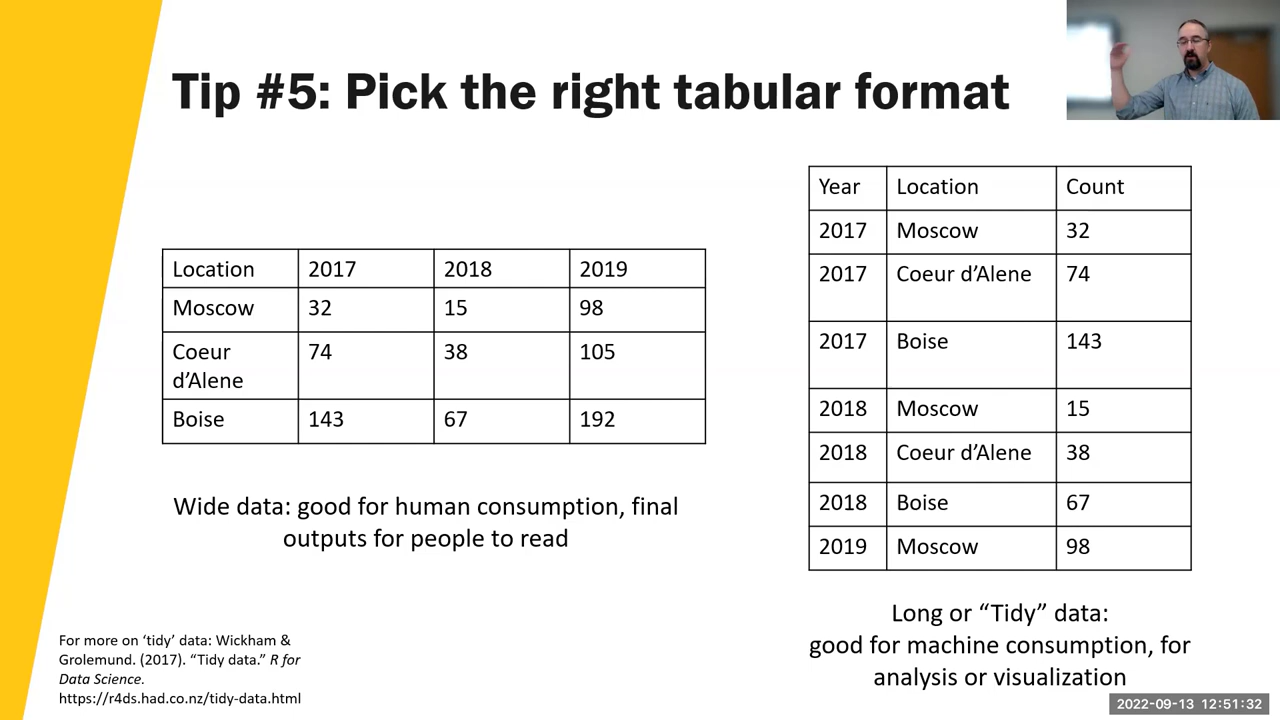 Tip #5: Pick the right tabular format
Location 2017 2018 2019
Moscow 32 15 98
Coeur
d’Alene 74 38 105
Boise 143 67 192
Wide data: good for human consumption, final
outputs for people to read
For more on ‘tidy’ data: Wickham &
Grolemund. (2017). “Tidy data.” R for
Data Science.
https://r4ds.had.co.nz/tidy-data.html
Year Location Count
2017 Moscow 32
2017 Coeur d’Alene 74
2017 Boise 143
2018 Moscow 15
2018 Coeur d’Alene 38
2018 Boise 67
2019 Moscow 98
Long or “Tidy” data:
good for machine consumption, for
analysis or visualization
2022-09-13 12:51:32